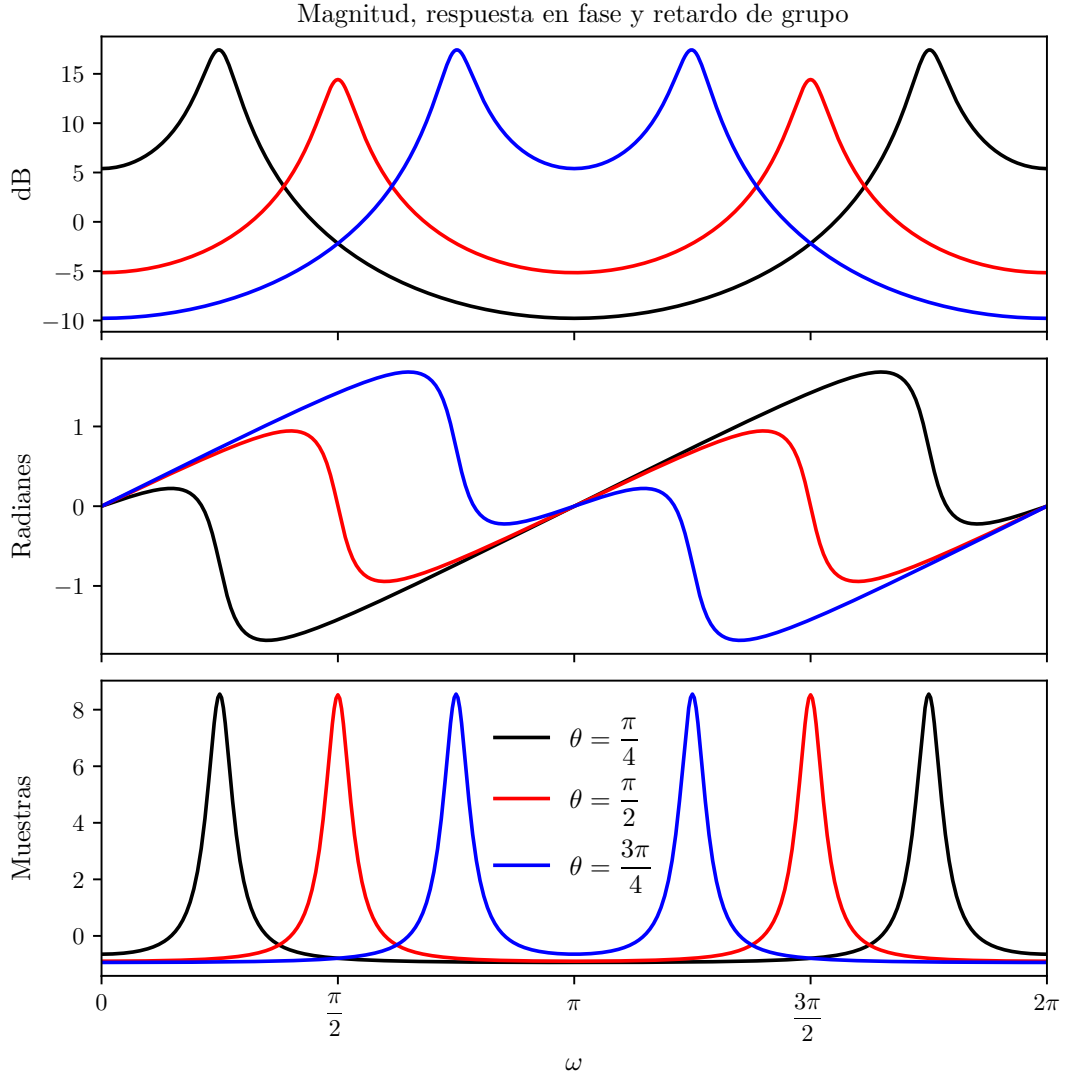 Magnitud, respuesta en fase y retardo de grupo
dB
15
10
5
0
−5
−10
Radianes
1
0
−1
Muestras
8
6
4
2
0
θ = π/4
θ = π/2
θ = 3π/4
0 π/2 π 3π/2 2π
ω